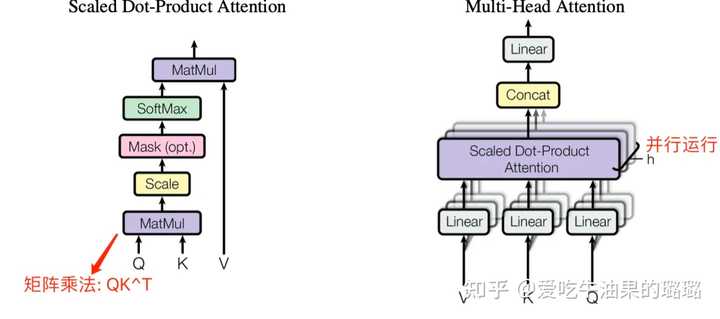 Scaled Dot-Product Attention
MatMul
SoftMax
Mask (opt.)
Scale
MatMul
Q K V
矩阵乘法: QK^T
Multi-Head Attention
Linear
Concat
Scaled Dot-Product
Attention
并行运行
h
Linear Linear Linear
V K Q
知乎 @爱吃牛油果的璐璐